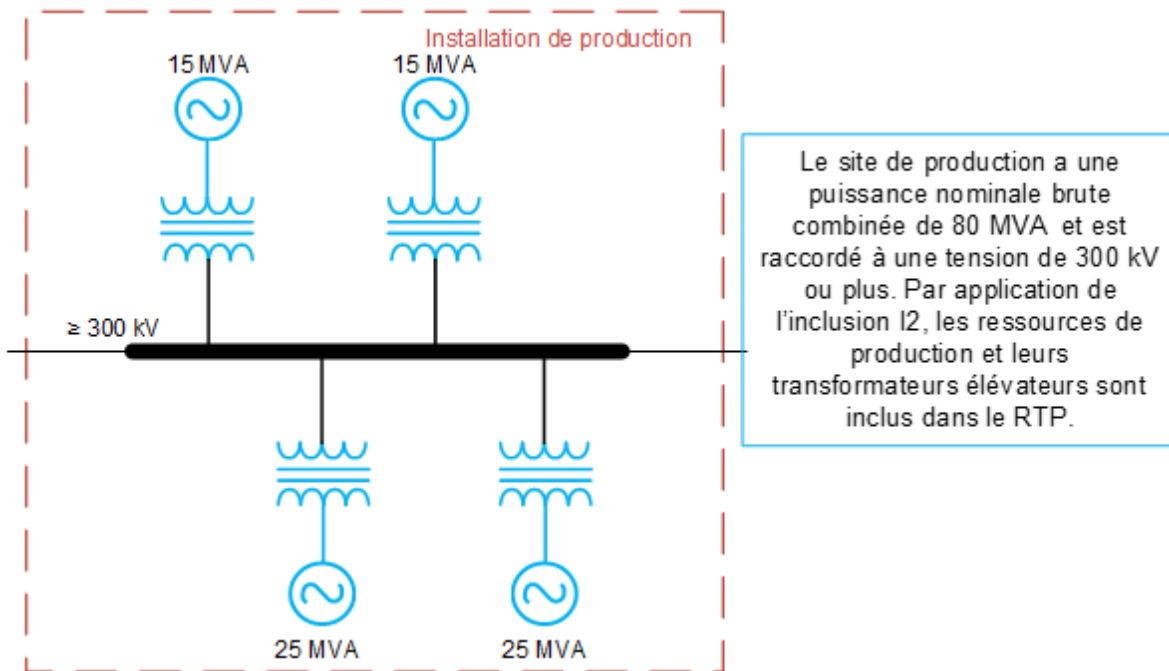 Installation de production
15 MVA
15 MVA
≥ 300 kV
25 MVA
25 MVA
Le site de production a une
puissance nominale brute
combinée de 80 MVA et est
raccordé à une tension de 300 kV
ou plus. Par application de
l'inclusion I2, les ressources de
production et leurs
transformateurs élévateurs sont
inclus dans le RTP.